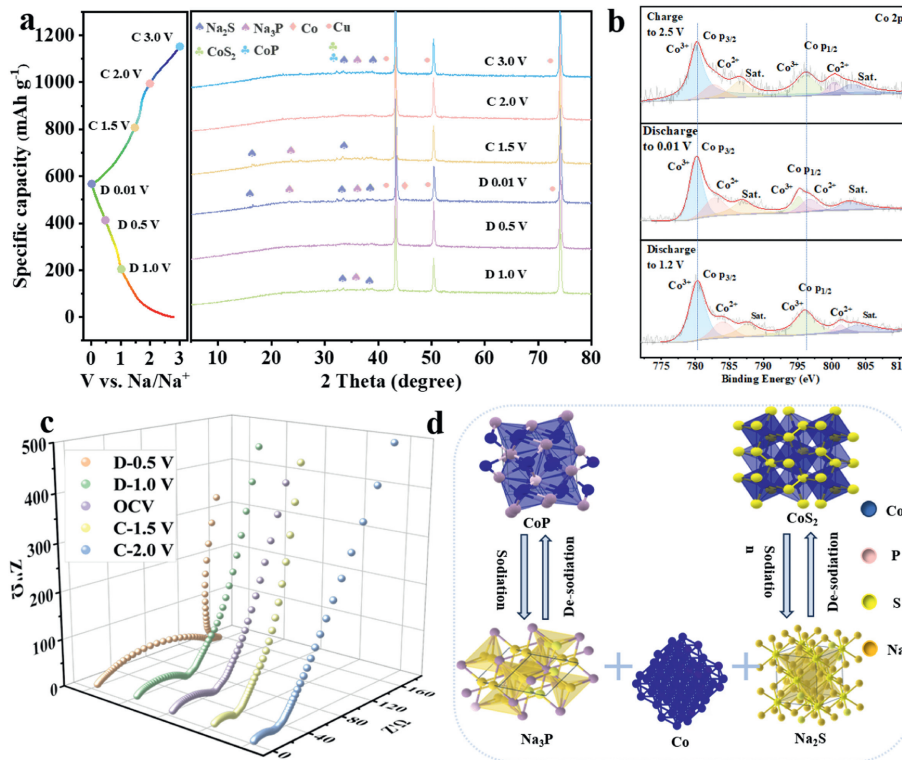 a
1200
1000
800
600
400
200
0
Specific capacity (mAh g⁻¹)
C 3.0 V
C 2.0 V
C 1.5 V
D 0.01 V
D 0.5 V
D 1.0 V
0 1 2 3
V vs. Na/Na⁺
Na₂S Na₃P Co Cu
CoS₂ CoP
C 3.0 V
C 2.0 V
C 1.5 V
D 0.01 V
D 0.5 V
D 1.0 V
10 20 30 40 50 60 70 80
2 Theta (degree)
b
Co 2p
Charge
to 2.5 V
Co³⁺
Co p₃/₂
Co²⁺
Sat.
Co³⁺
Co p₁/₂
Co²⁺
Sat.
Discharge
to 0.01 V
Co³⁺
Co p₃/₂
Co²⁺
Sat.
Co³⁺
Co p₁/₂
Co²⁺
Sat.
Discharge
to 1.2 V
Co³⁺
Co p₃/₂
Co²⁺
Sat.
Co³⁺
Co p₁/₂
Co²⁺
Sat.
775 780 785 790 795 800 805 81
Binding Energy (eV)
c
500
400
300
200
100
0
D-0.5 V
D-1.0 V
OCV
C-1.5 V
C-2.0 V
0
40
80
120
160
d
CoP
CoS₂
Sodiation
De-sodiation
Sodiatio
n
De-sodiation
Co
P
S
Na
Na₃P
+
Co
+
Na₂S